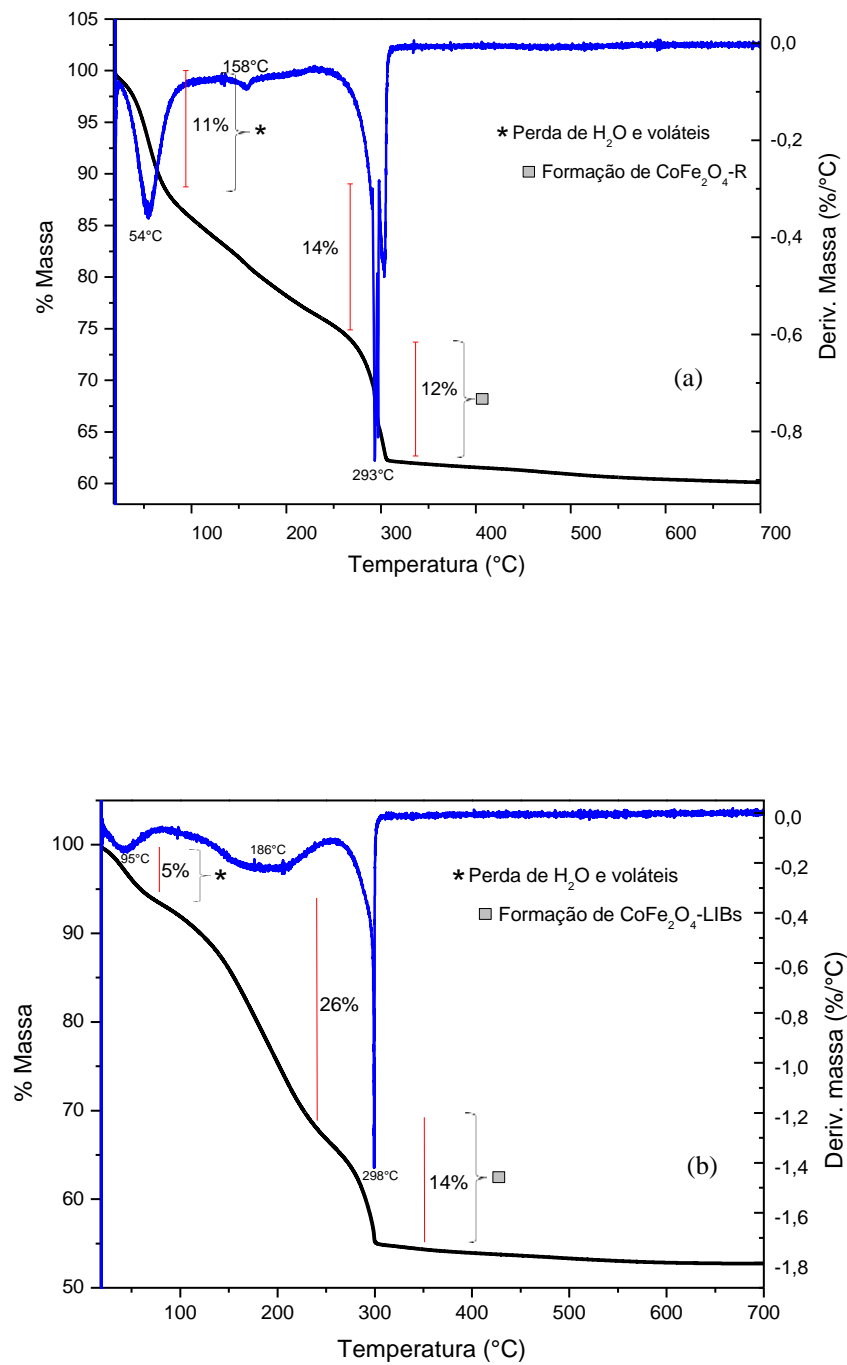 105
100
95
90
85
80
75
70
65
60
% Massa
0,0
-0,2
-0,4
-0,6
-0,8
Deriv. Massa (%/°C)
158°C
11%
*
* Perda de H₂O e voláteis
Formação de CoFe₂O₄-R
54°C
14%
12%
(a)
293°C
100 200 300 400 500 600 700
Temperatura (°C)
100
90
80
70
60
50
% Massa
0,0
-0,2
-0,4
-0,6
-0,8
-1,0
-1,2
-1,4
-1,6
-1,8
Deriv. massa (%/°C)
95°C
186°C
5%
*
* Perda de H₂O e voláteis
Formação de CoFe₂O₄-LIBs
26%
298°C
14%
(b)
100 200 300 400 500 600 700
Temperatura (°C)